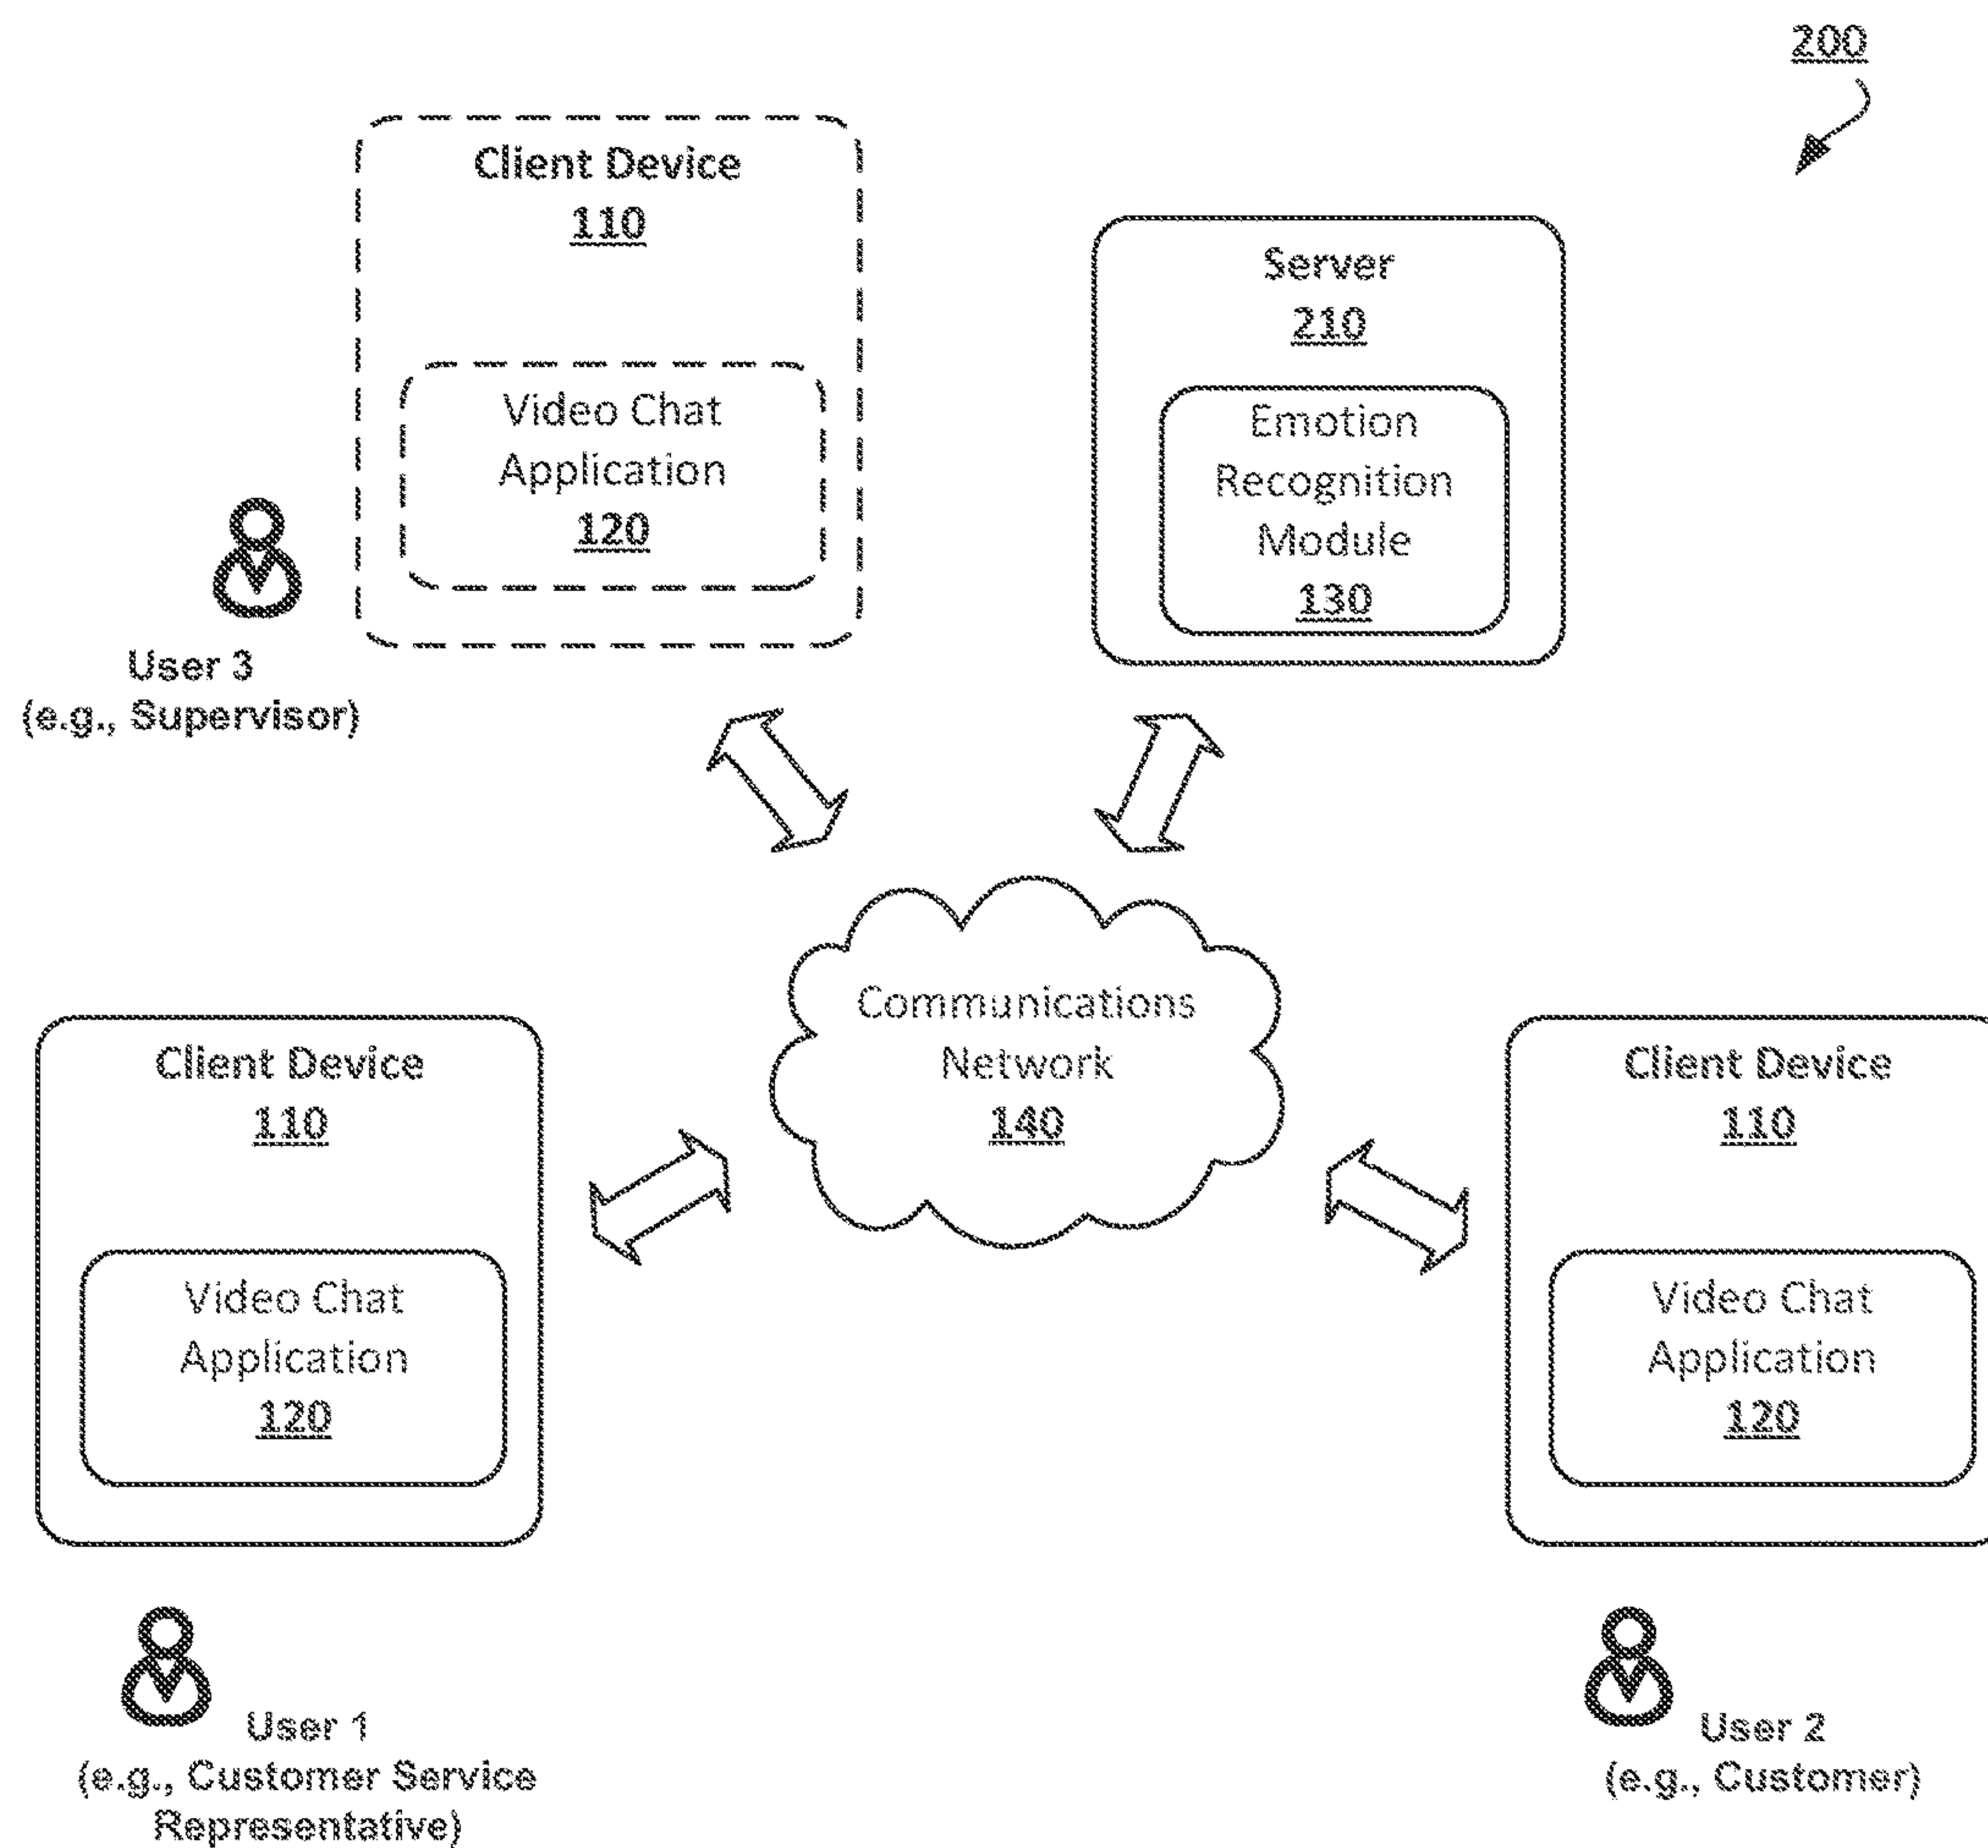 200
Client Device
110
Video Chat
Application
120
User 3
(e.g., Supervisor)
Server
210
Emotion
Recognition
Module
130
Communications
Network
140
Client Device
110
Video Chat
Application
120
User 1
(e.g., Customer Service
Representative)
Client Device
110
Video Chat
Application
120
User 2
(e.g., Customer)